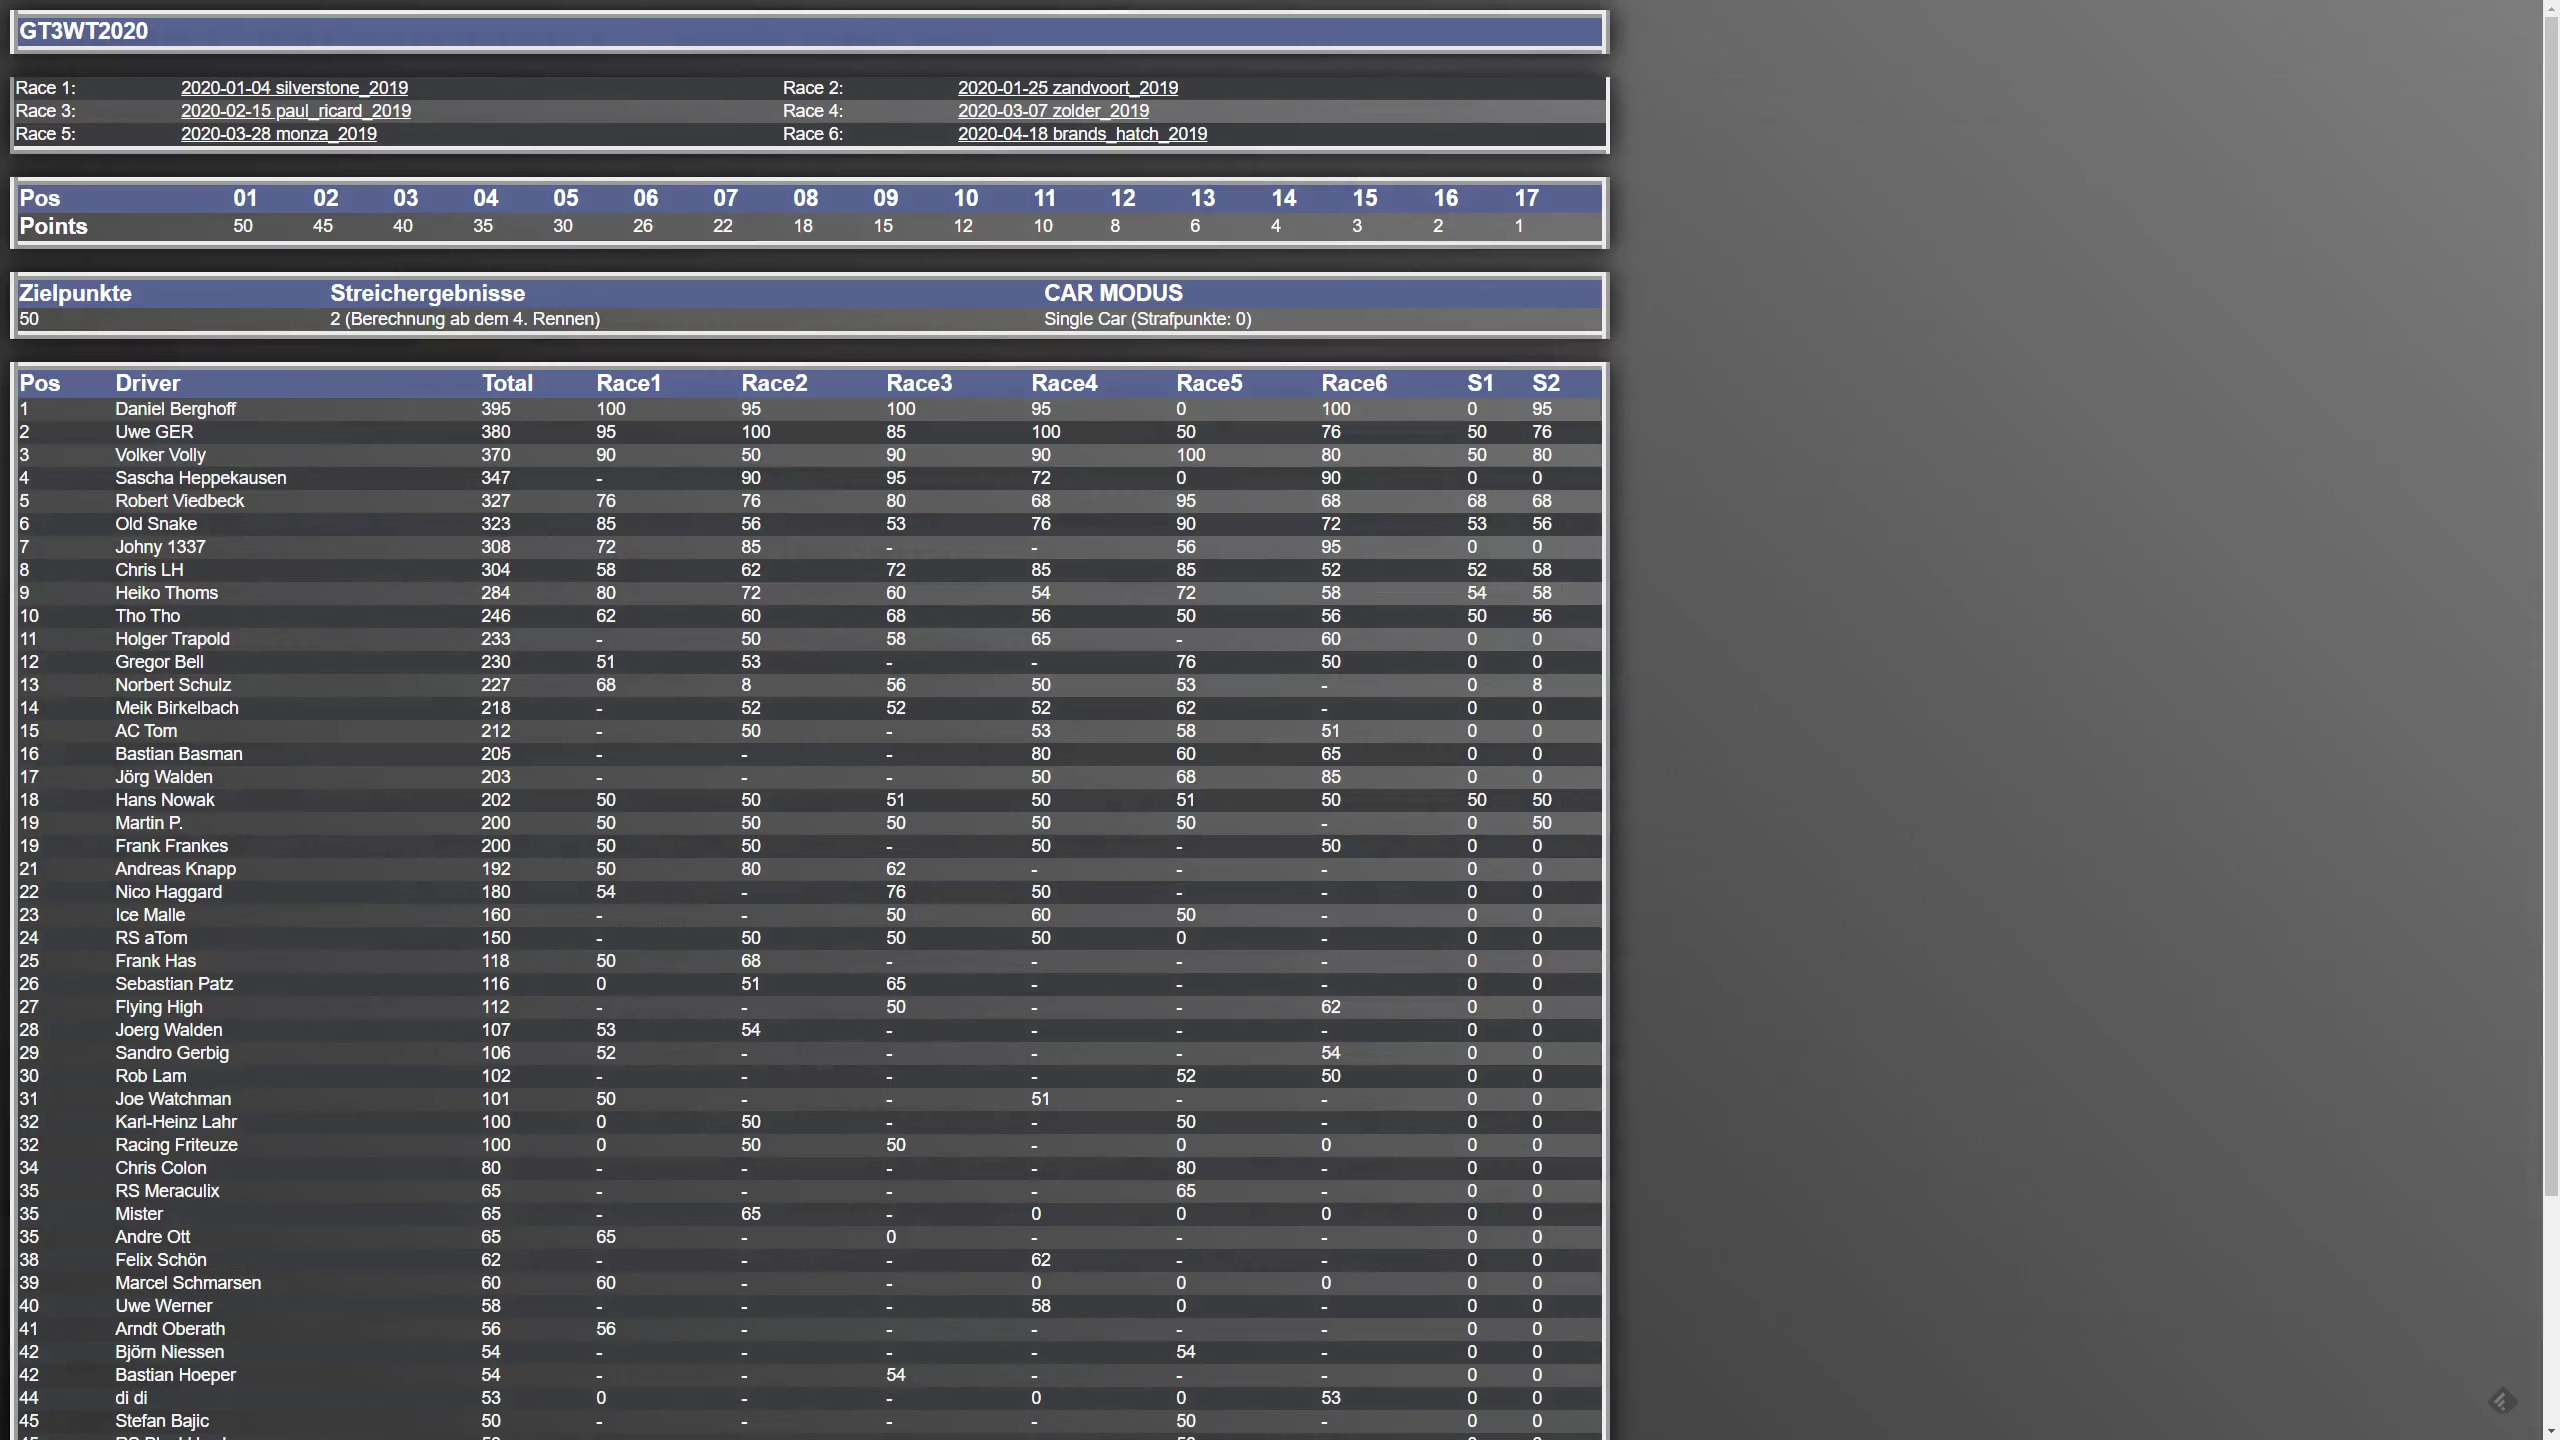 GT3WT2020
Race 1: 2020-01-04 silverstone_2019 Race 2: 2020-01-25 zandvoort_2019
Race 3: 2020-02-15 paul_ricard_2019 Race 4: 2020-03-07 zolder_2019
Race 5: 2020-03-28 monza_2019 Race 6: 2020-04-18 brands_hatch_2019
Pos 01 02 03 04 05 06 07 08 09 10 11 12 13 14 15 16 17
Points 50 45 40 35 30 26 22 18 15 12 10 8 6 4 3 2 1
Zielpunkte Streichergebnisse CAR MODUS
50 2 (Berechnung ab dem 4. Rennen) Single Car (Strafpunkte: 0)
Pos Driver Total Race1 Race2 Race3 Race4 Race5 Race6 S1 S2
1 Daniel Berghoff 395 100 95 100 95 0 100 0 95
2 Uwe GER 380 95 100 85 100 50 76 50 76
3 Volker Volly 370 90 50 90 90 100 80 50 80
4 Sascha Heppekausen 347 - 90 95 72 0 90 0 0
5 Robert Viedbeck 327 76 76 80 68 95 68 68 68
6 Old Snake 323 85 56 53 76 90 72 53 56
7 Johny 1337 308 72 85 - - 56 95 0 0
8 Chris LH 304 58 62 72 85 85 52 52 58
9 Heiko Thoms 284 80 72 60 54 72 58 54 58
10 Tho Tho 246 62 60 68 56 50 56 50 56
11 Holger Trapold 233 - 50 58 65 - 60 0 0
12 Gregor Bell 230 51 53 - - 76 50 0 0
13 Norbert Schulz 227 68 8 56 50 53 - 0 8
14 Meik Birkelbach 218 - 52 52 52 62 - 0 0
15 AC Tom 212 - 50 - 53 58 51 0 0
16 Bastian Basman 205 - - - 80 60 65 0 0
17 Jörg Walden 203 - - - 50 68 85 0 0
18 Hans Nowak 202 50 50 51 50 51 50 50 50
19 Martin P. 200 50 50 50 50 50 - 0 50
19 Frank Frankes 200 50 50 - 50 - 50 0 0
21 Andreas Knapp 192 50 80 62 - - - 0 0
22 Nico Haggard 180 54 - 76 50 - - 0 0
23 Ice Malle 160 - - 50 60 50 - 0 0
24 RS aTom 150 - 50 50 50 0 - 0 0
25 Frank Has 118 50 68 - - - - 0 0
26 Sebastian Patz 116 0 51 65 - - - 0 0
27 Flying High 112 - - 50 - - 62 0 0
28 Joerg Walden 107 53 54 - - - - 0 0
29 Sandro Gerbig 106 52 - - - - 54 0 0
30 Rob Lam 102 - - - - 52 50 0 0
31 Joe Watchman 101 50 - - 51 - - 0 0
32 Karl-Heinz Lahr 100 0 50 - - 50 - 0 0
32 Racing Friteuze 100 0 50 50 - 0 0 0 0
34 Chris Colon 80 - - - - 80 - 0 0
35 RS Meraculix 65 - - - - 65 - 0 0
35 Mister 65 - 65 - 0 0 0 0 0
35 Andre Ott 65 65 - 0 - - - 0 0
38 Felix Schön 62 - - - 62 - - 0 0
39 Marcel Schmarsen 60 60 - - 0 0 0 0 0
40 Uwe Werner 58 - - - 58 0 - 0 0
41 Arndt Oberath 56 56 - - - - - 0 0
42 Björn Niessen 54 - - - - 54 - 0 0
42 Bastian Hoeper 54 - - 54 - - - 0 0
44 di di 53 0 - - 0 0 53 0 0
45 Stefan Bajic 50 - - - - 50 - 0 0